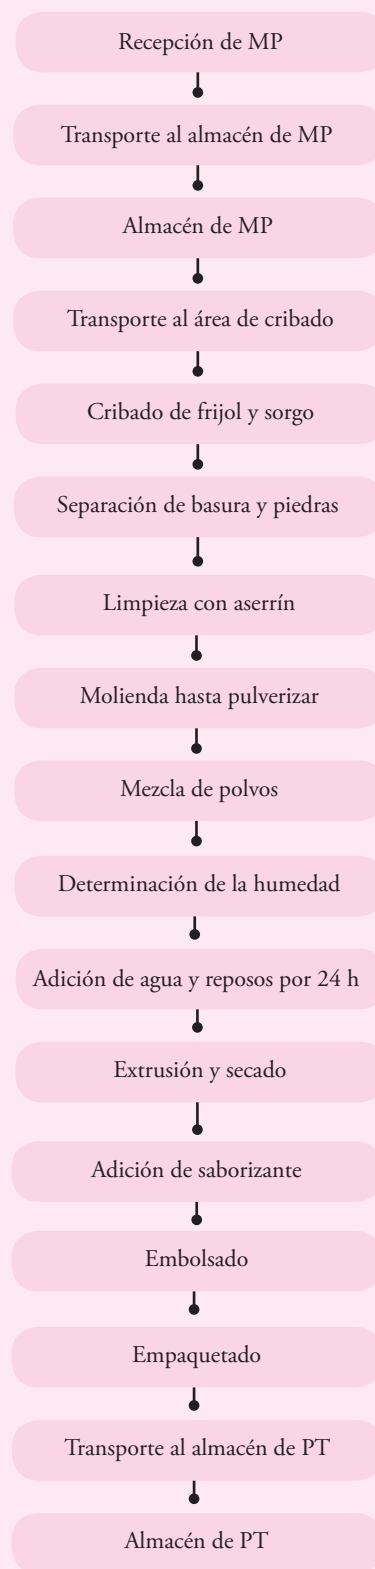 Recepción de MP
Transporte al almacén de MP
Almacén de MP
Transporte al área de cribado
Cribado de frijol y sorgo
Separación de basura y piedras
Limpieza con aserrín
Molienda hasta pulverizar
Mezcla de polvos
Determinación de la humedad
Adición de agua y reposos por 24 h
Extrusión y secado
Adición de saborizante
Embolsado
Empaquetado
Transporte al almacén de PT
Almacén de PT